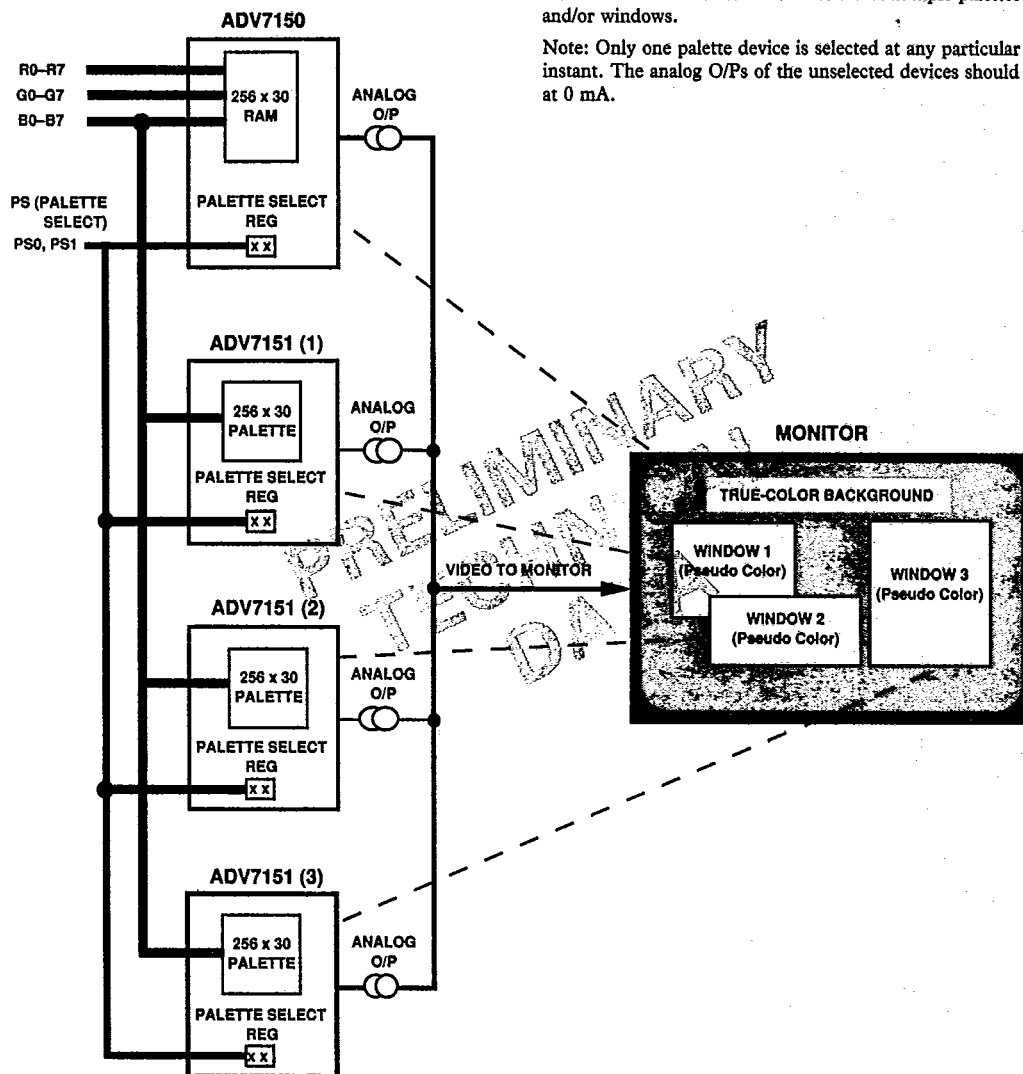 and/or windows.
Note: Only one palette device is selected at any particular
instant. The analog O/Ps of the unselected devices should
at 0 mA.
ADV7150
R0–R7
G0–G7
B0–B7
256 x 30
RAM
ANALOG
O/P
PS (PALETTE
SELECT)
PS0, PS1
PALETTE SELECT
REG
x x
ADV7151 (1)
256 x 30
PALETTE
ANALOG
O/P
PALETTE SELECT
REG
x x
PRELIMINARY
TECHN
DA
MONITOR
TRUE-COLOR BACKGROUND
WINDOW 1
(Pseudo Color)
WINDOW 2
(Pseudo Color)
WINDOW 3
(Pseudo Color)
VIDEO TO MONITOR
ADV7151 (2)
256 x 30
PALETTE
ANALOG
O/P
PALETTE SELECT
REG
x x
ADV7151 (3)
256 x 30
PALETTE
ANALOG
O/P
PALETTE SELECT
REG
x x